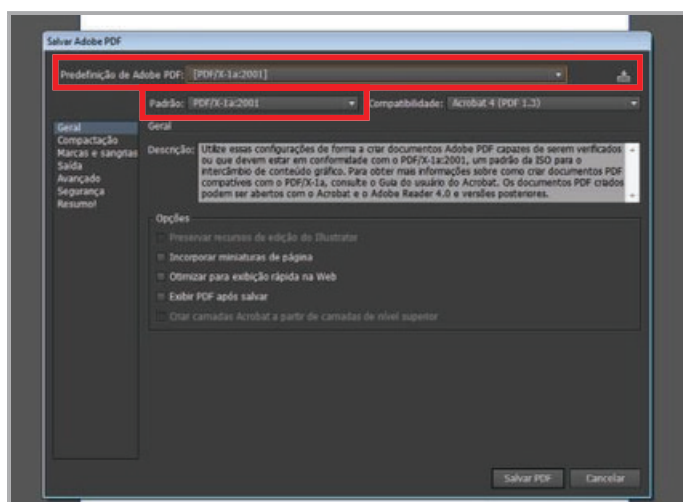 Salvar Adobe PDF
Predefinição de Adobe PDF: [PDF/X-1a:2001]
Padrão: PDF/X-1a:2001 Compatibilidade: Acrobat 4 (PDF 1.3)
Geral
Compactação
Marcas e sangrias
Saída
Avançado
Segurança
Resumo!
Geral
Descrição: Utilize essas configurações de forma a criar documentos Adobe PDF capazes de serem verificados
ou que devem estar em conformidade com o PDF/X-1a:2001, um padrão da ISO para o
intercâmbio de conteúdo gráfico. Para obter mais informações sobre como criar documentos PDF
compatíveis com o PDF/X-1a, consulte o Guia do usuário do Acrobat. Os documentos PDF criados
podem ser abertos com o Acrobat e o Adobe Reader 4.0 e versões posteriores.
Opções
Preservar recursos de edição do Illustrator
Incorporar miniaturas de página
Otimizar para exibição rápida na Web
Exibir PDF após salvar
Criar camadas Acrobat a partir de camadas de nível superior
Salvar PDF Cancelar